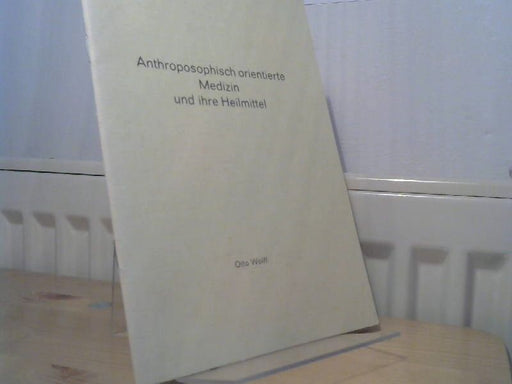 Anthroposophisch orientierte
Medizin
und ihre Heilmittel
Otto Wolff